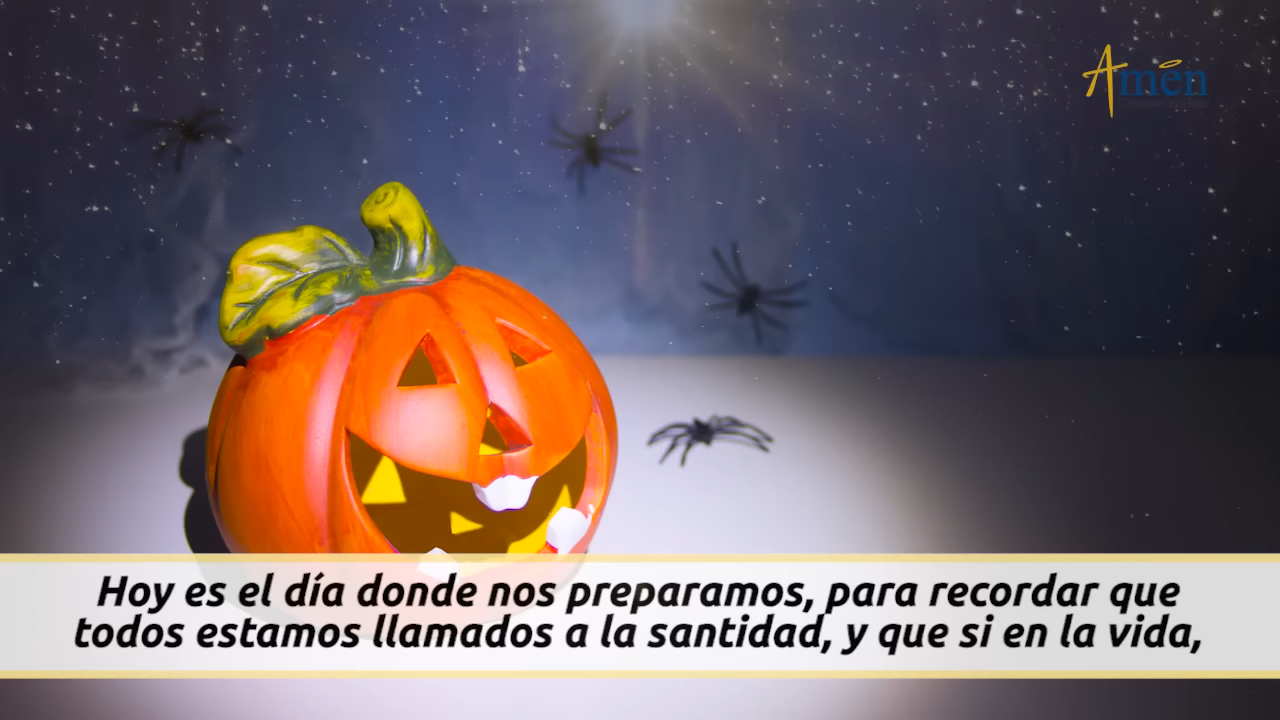 Amén
Hoy es el día donde nos preparamos, para recordar que
todos estamos llamados a la santidad, y que si en la vida,